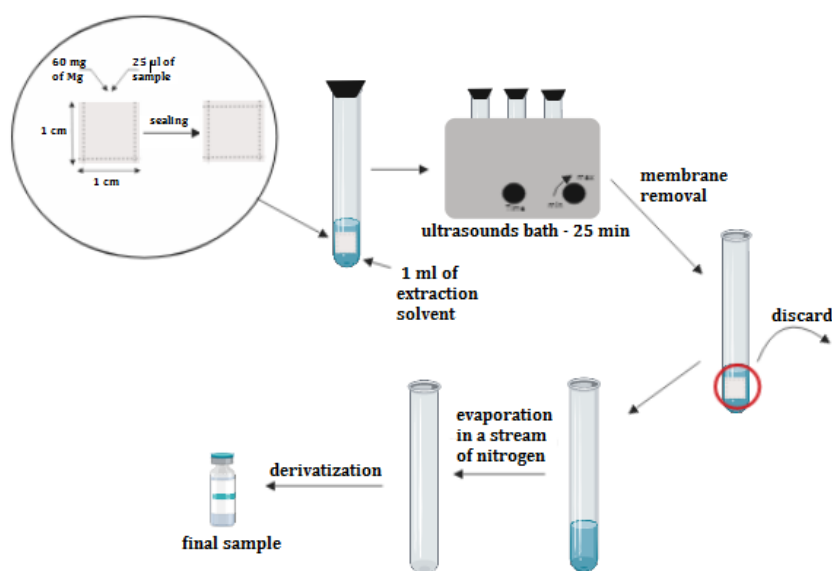 60 mg
of Mg
25 µl of
sample
1 cm
sealing
1 cm
ultrasounds bath - 25 min
Time
min
max
1 ml of
extraction
solvent
membrane
removal
discard
evaporation
in a stream
of nitrogen
derivatization
final sample